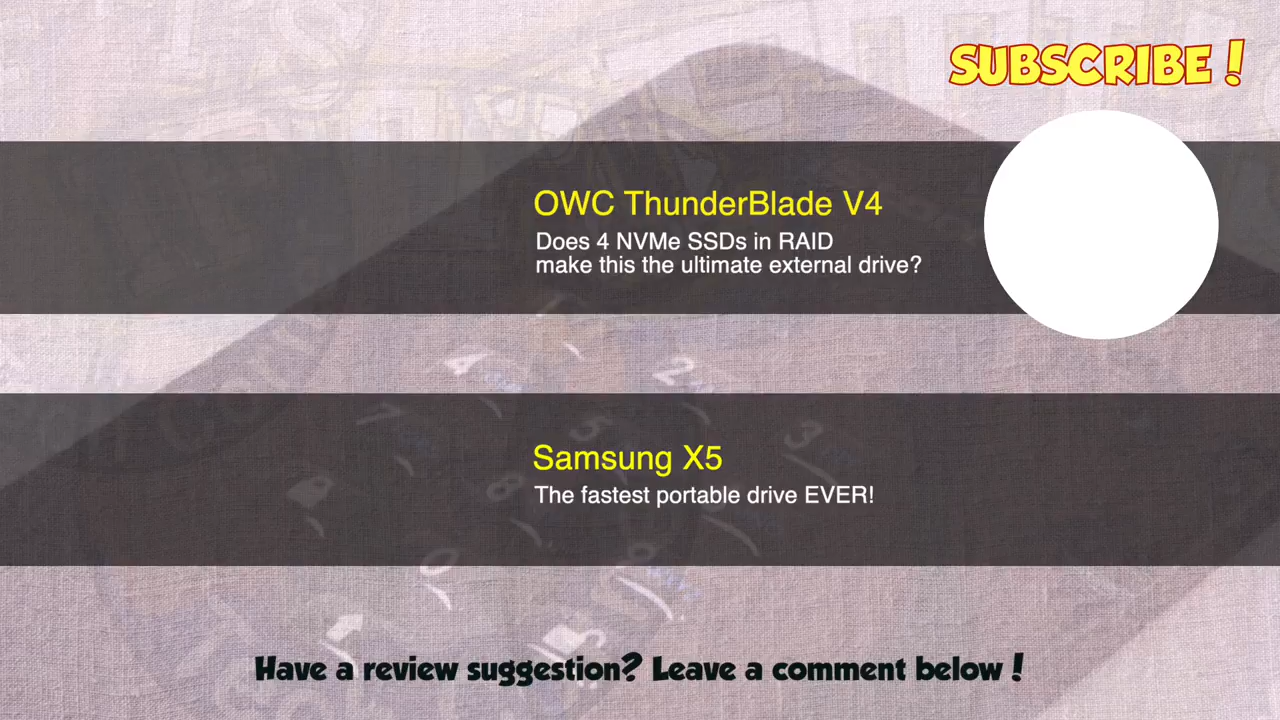 SUBSCRIBE!
OWC ThunderBlade V4
Does 4 NVMe SSDs in RAID
make this the ultimate external drive?
Samsung X5
The fastest portable drive EVER!
Have a review suggestion? Leave a comment below!